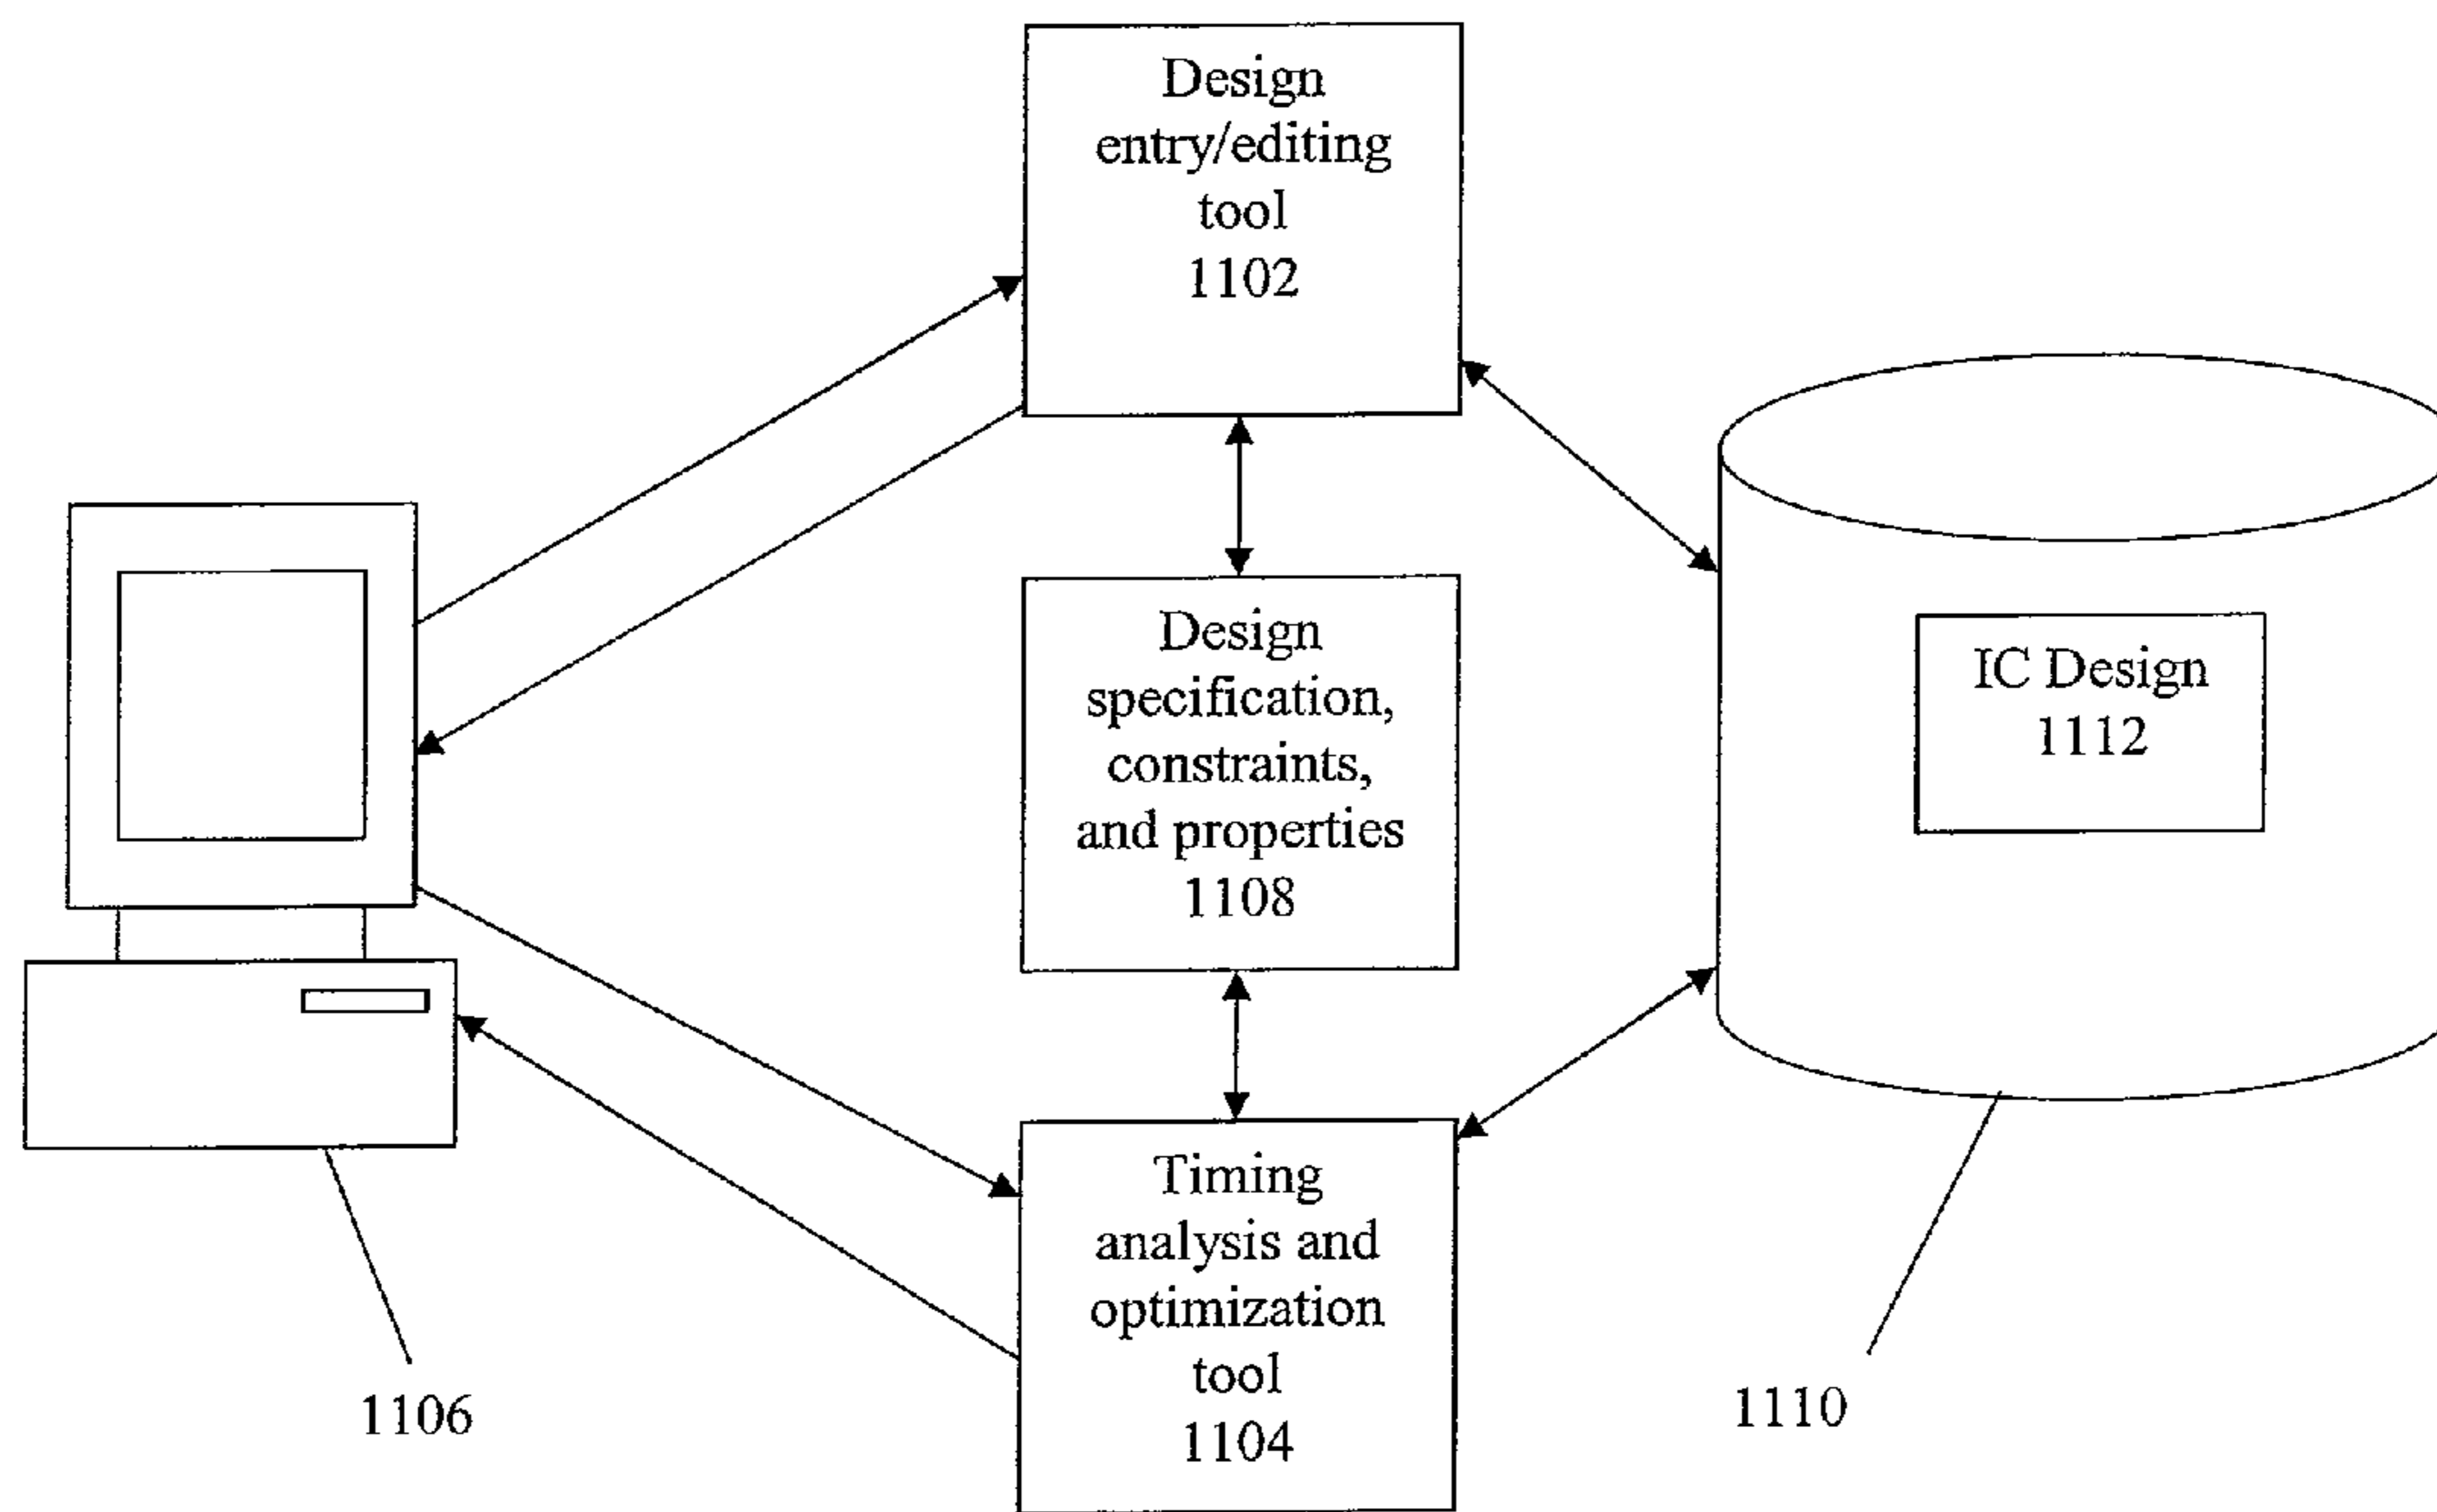 Design
entry/editing
tool
1102
Design
specification,
constraints,
and properties
1108
IC Design
1112
Timing
analysis and
optimization
tool
1104
1106
1110